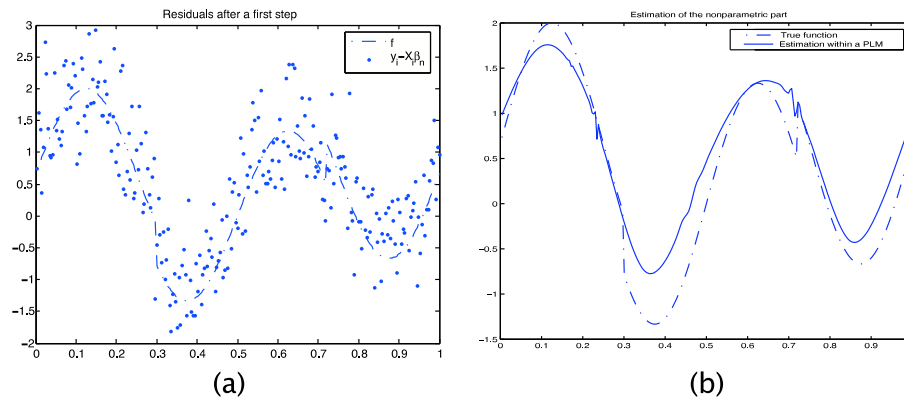 Residuals after a first step
f
y_i-X_iβ_n
3
2.5
2
1.5
1
0.5
0
−0.5
−1
−1.5
−2
0 0.1 0.2 0.3 0.4 0.5 0.6 0.7 0.8 0.9 1
(a)
Estimation of the nonparametric part
True function
Estimation within a PLM
2
1.5
1
0.5
0
−0.5
−1
−1.5
0 0.1 0.2 0.3 0.4 0.5 0.6 0.7 0.8 0.9
(b)